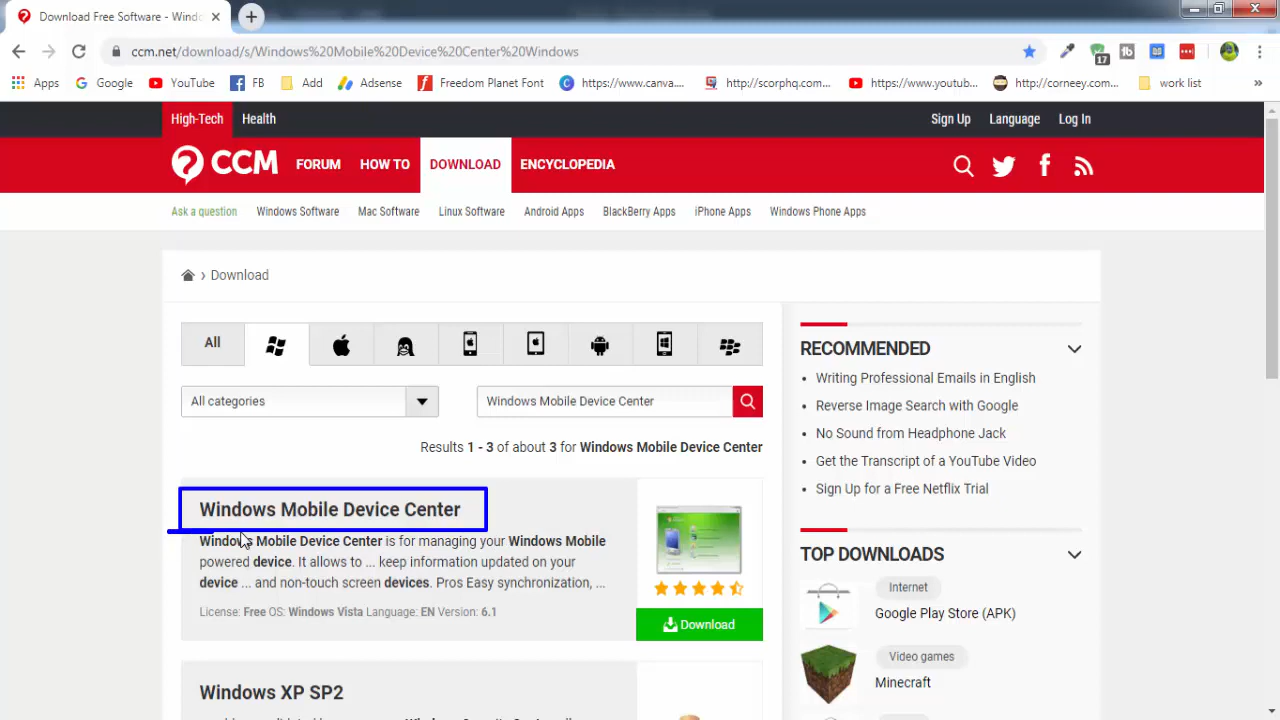 Download Free Software - Windo
ccm.net/download/s/Windows%20Mobile%20Device%20Center%20Windows
17
Apps Google YouTube FB Add Adsense Freedom Planet Font https://www.canva.... http://scorphq.com... https://www.youtub... http://corneey.com... work list »
High-Tech Health Sign Up Language Log In
CCM FORUM HOW TO DOWNLOAD ENCYCLOPEDIA
Ask a question Windows Software Mac Software Linux Software Android Apps BlackBerry Apps iPhone Apps Windows Phone Apps
› Download
All
All categories
Windows Mobile Device Center
Results 1 - 3 of about 3 for Windows Mobile Device Center
Windows Mobile Device Center
Windows Mobile Device Center is for managing your Windows Mobile
powered device. It allows to ... keep information updated on your
device ... and non-touch screen devices. Pros Easy synchronization, ...
License: Free OS: Windows Vista Language: EN Version: 6.1
Download
Windows XP SP2
RECOMMENDED
• Writing Professional Emails in English
• Reverse Image Search with Google
• No Sound from Headphone Jack
• Get the Transcript of a YouTube Video
• Sign Up for a Free Netflix Trial
TOP DOWNLOADS
Internet
Google Play Store (APK)
Video games
Minecraft